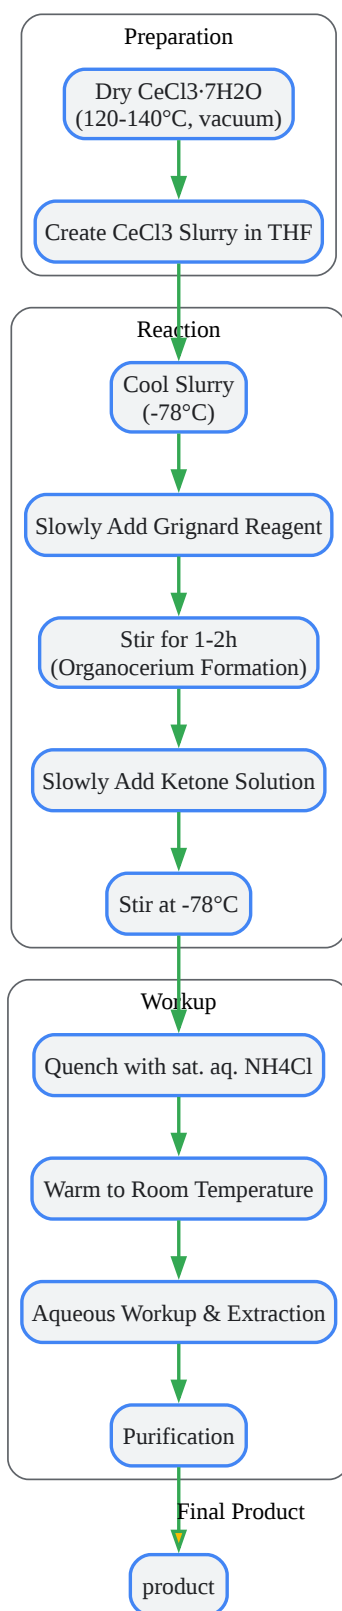 Preparation
Dry CeCl3·7H2O
(120-140°C, vacuum)
Create CeCl3 Slurry in THF
Reaction
Cool Slurry
(-78°C)
Slowly Add Grignard Reagent
Stir for 1-2h
(Organocerium Formation)
Slowly Add Ketone Solution
Stir at -78°C
Workup
Quench with sat. aq. NH4Cl
Warm to Room Temperature
Aqueous Workup & Extraction
Purification
Final Product
product